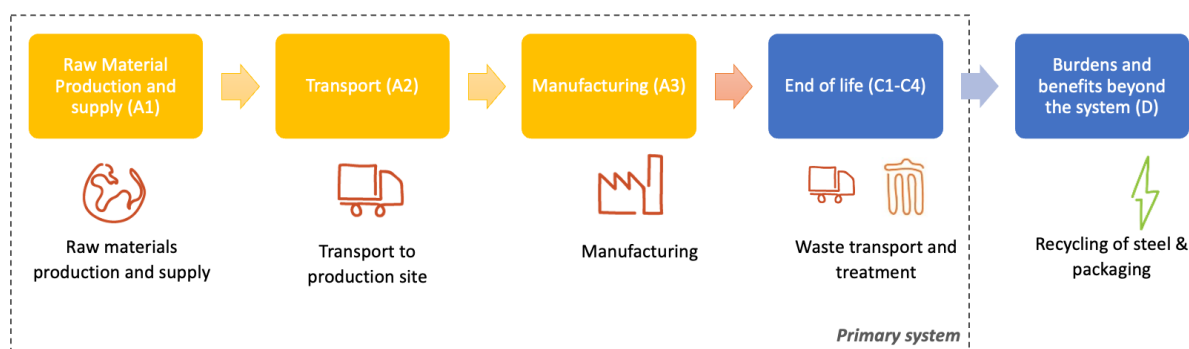 Raw Material
Production and
supply (A1)
Transport (A2)
Manufacturing (A3)
End of life (C1-C4)
Burdens and
benefits beyond
the system (D)
Raw materials
production and supply
Transport to
production site
Manufacturing
Waste transport and
treatment
Recycling of steel &
packaging
Primary system